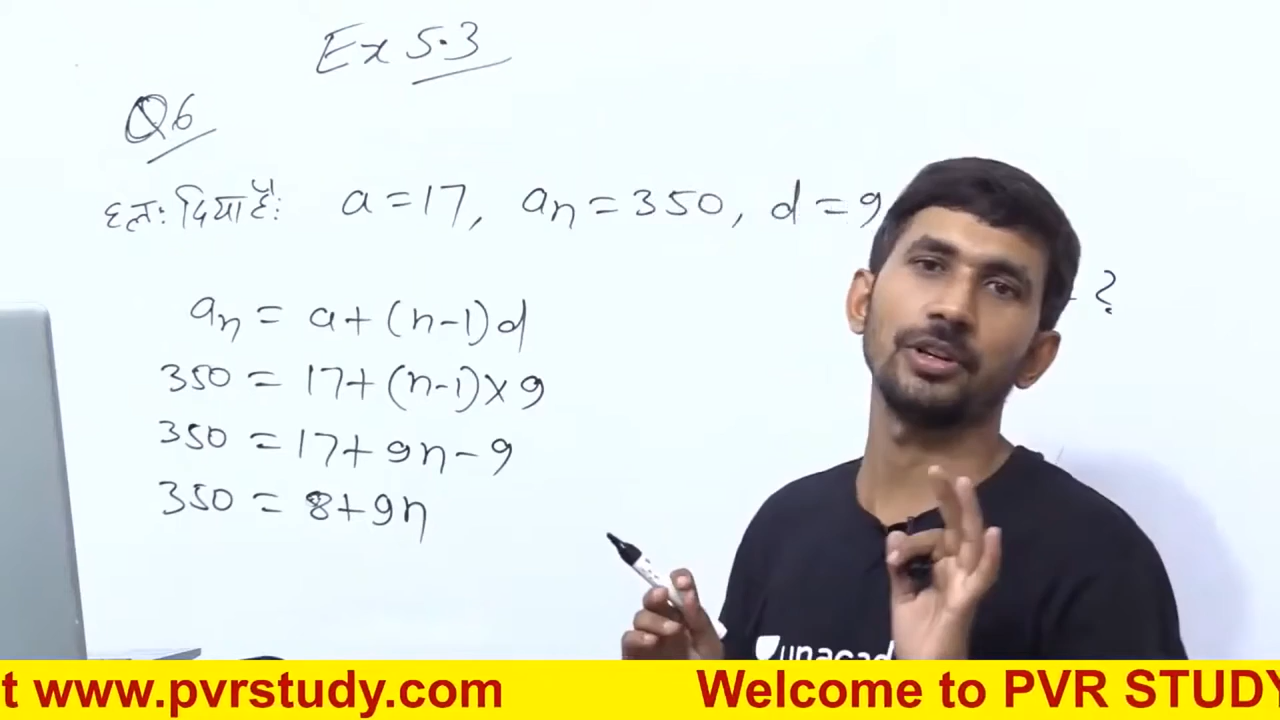 Ex 5.3
Q6
हल: दिया है: a = 17, an = 350, d = 9
?
an = a + (n-1)d
350 = 17 + (n-1) × 9
350 = 17 + 9n - 9
350 = 8 + 9n
unacad
t www.pvrstudy.com Welcome to PVR STUDY